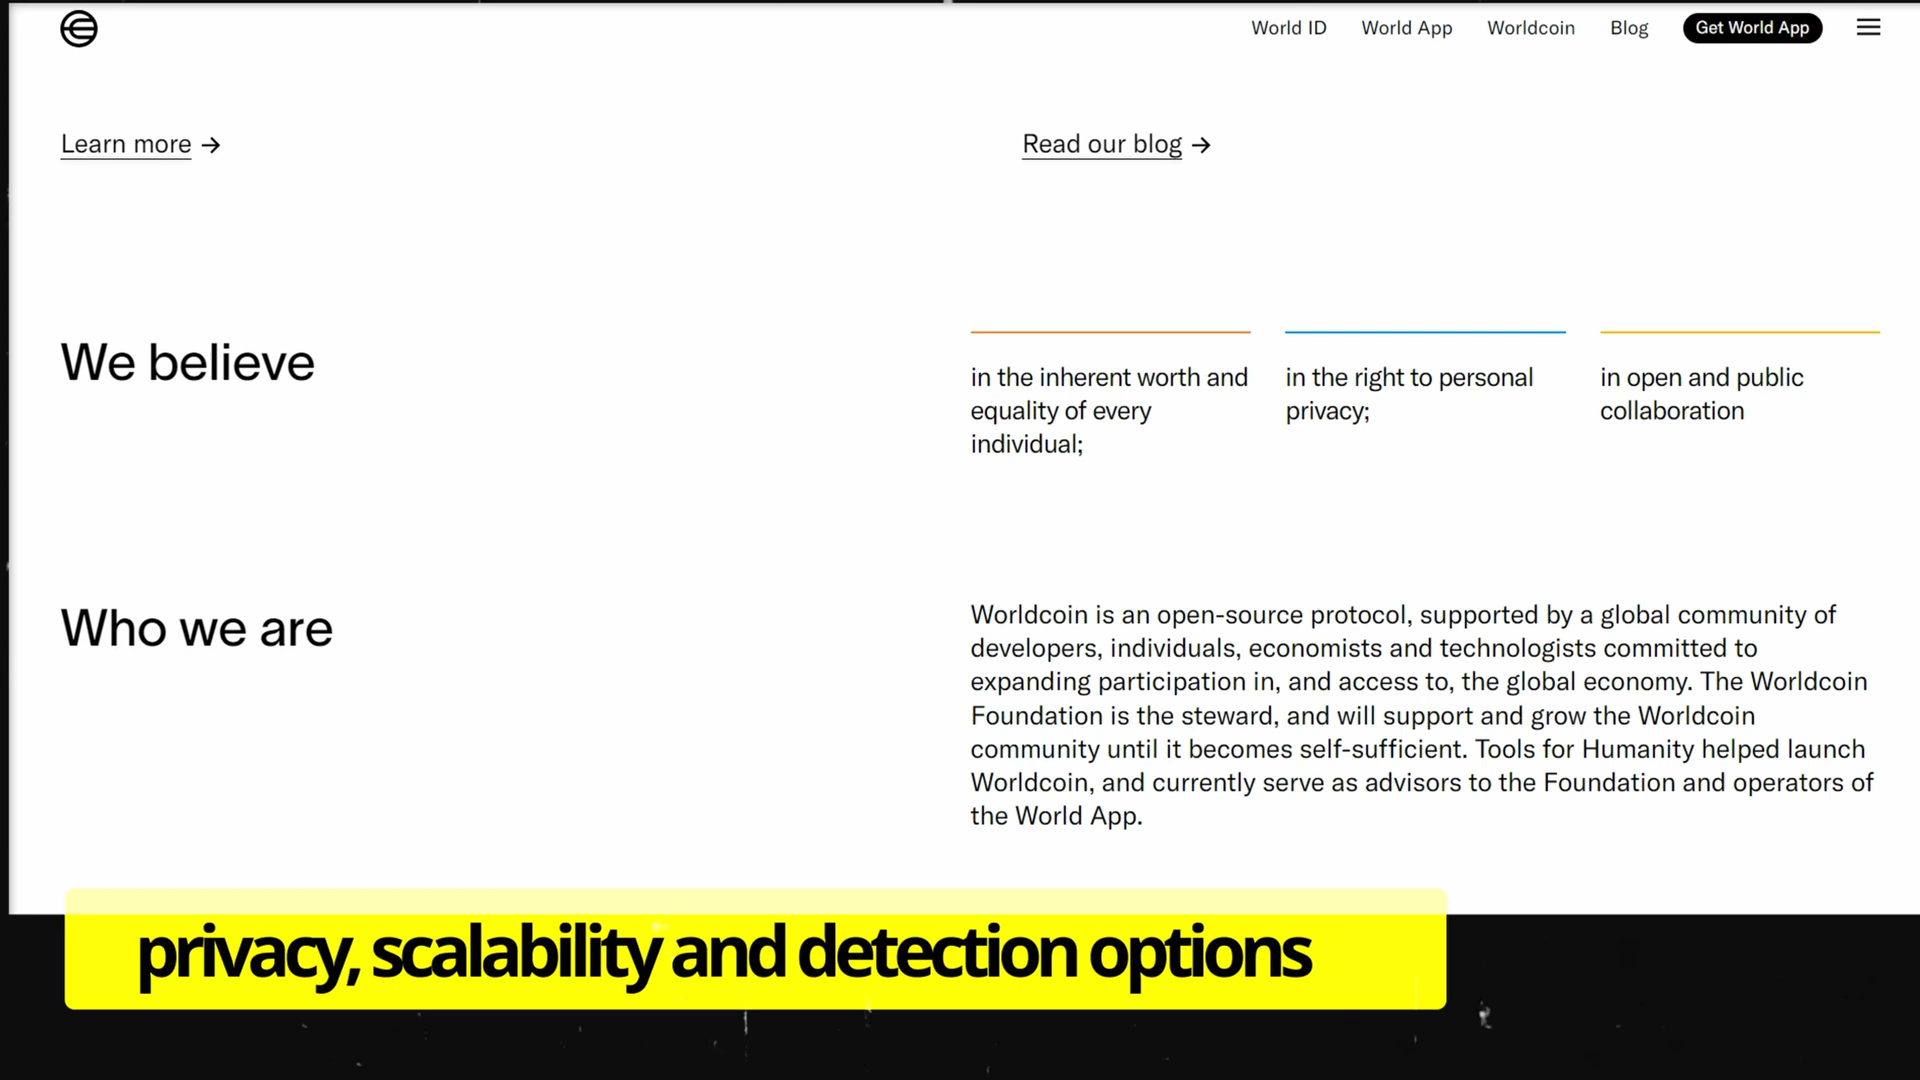 World ID World App Worldcoin Blog Get World App
Learn more →
Read our blog →
We believe
in the inherent worth and
equality of every
individual;
in the right to personal
privacy;
in open and public
collaboration
Who we are
Worldcoin is an open-source protocol, supported by a global community of
developers, individuals, economists and technologists committed to
expanding participation in, and access to, the global economy. The Worldcoin
Foundation is the steward, and will support and grow the Worldcoin
community until it becomes self-sufficient. Tools for Humanity helped launch
Worldcoin, and currently serve as advisors to the Foundation and operators of
the World App.
privacy, scalability and detection options